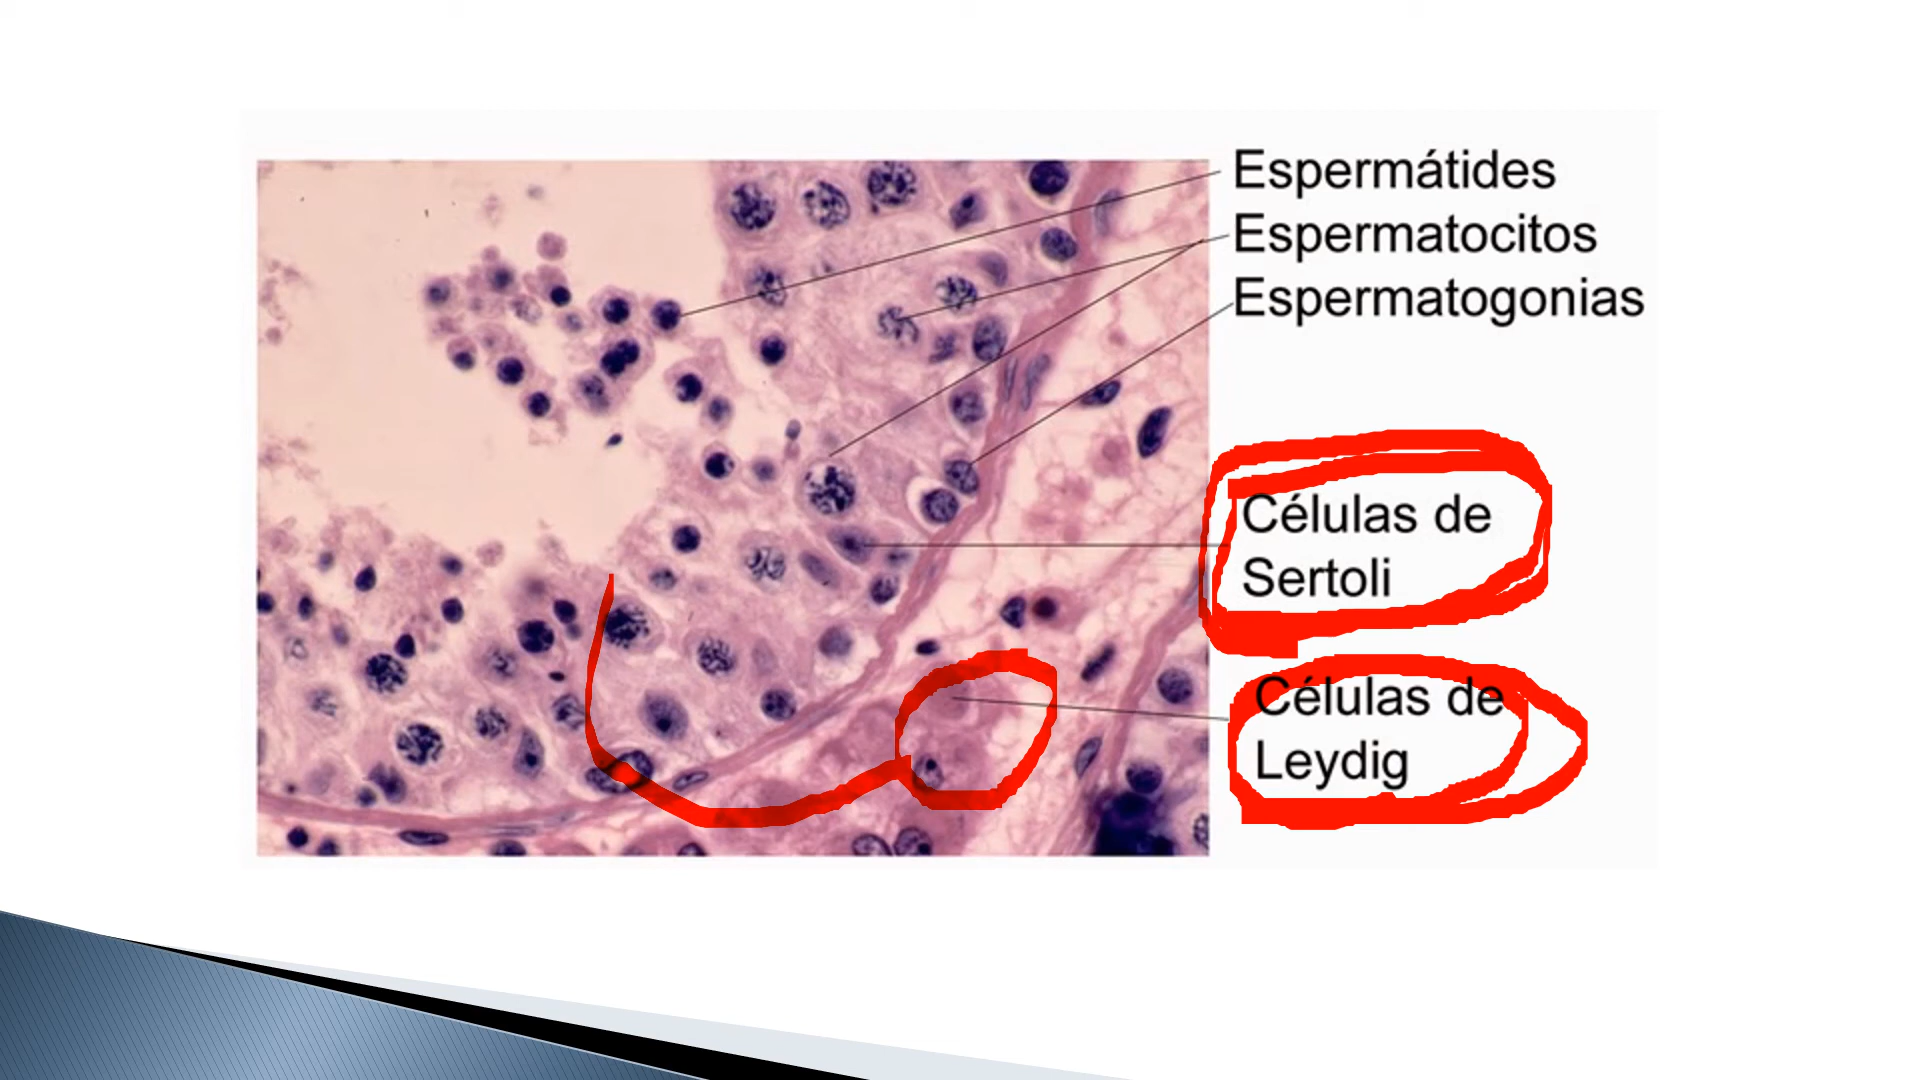 Espermátides
Espermatocitos
Espermatogonias
Células de
Sertoli
Células de
Leydig